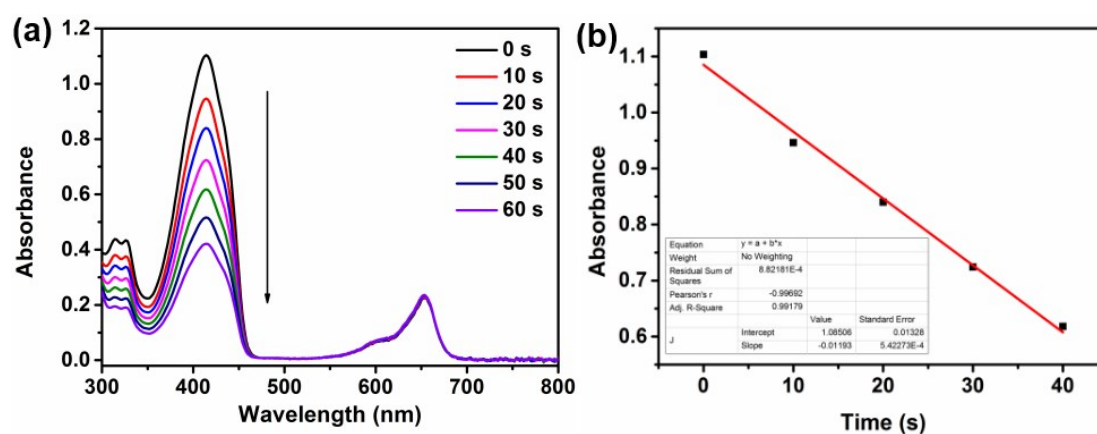 (a)
0 s
10 s
20 s
30 s
40 s
50 s
60 s
1.2
1.0
0.8
0.6
0.4
0.2
0.0
Absorbance
300 400 500 600 700 800
Wavelength (nm)
(b)
1.1
1.0
0.9
0.8
0.7
0.6
Absorbance
Equation y = a + b*x
Weight No Weighting
Residual Sum of Squares 8.82181E-4
Pearson's r -0.99692
Adj. R-Square 0.99179
Value Standard Error
J Intercept 1.08506 0.01328
Slope -0.01193 5.42273E-4
0 10 20 30 40
Time (s)